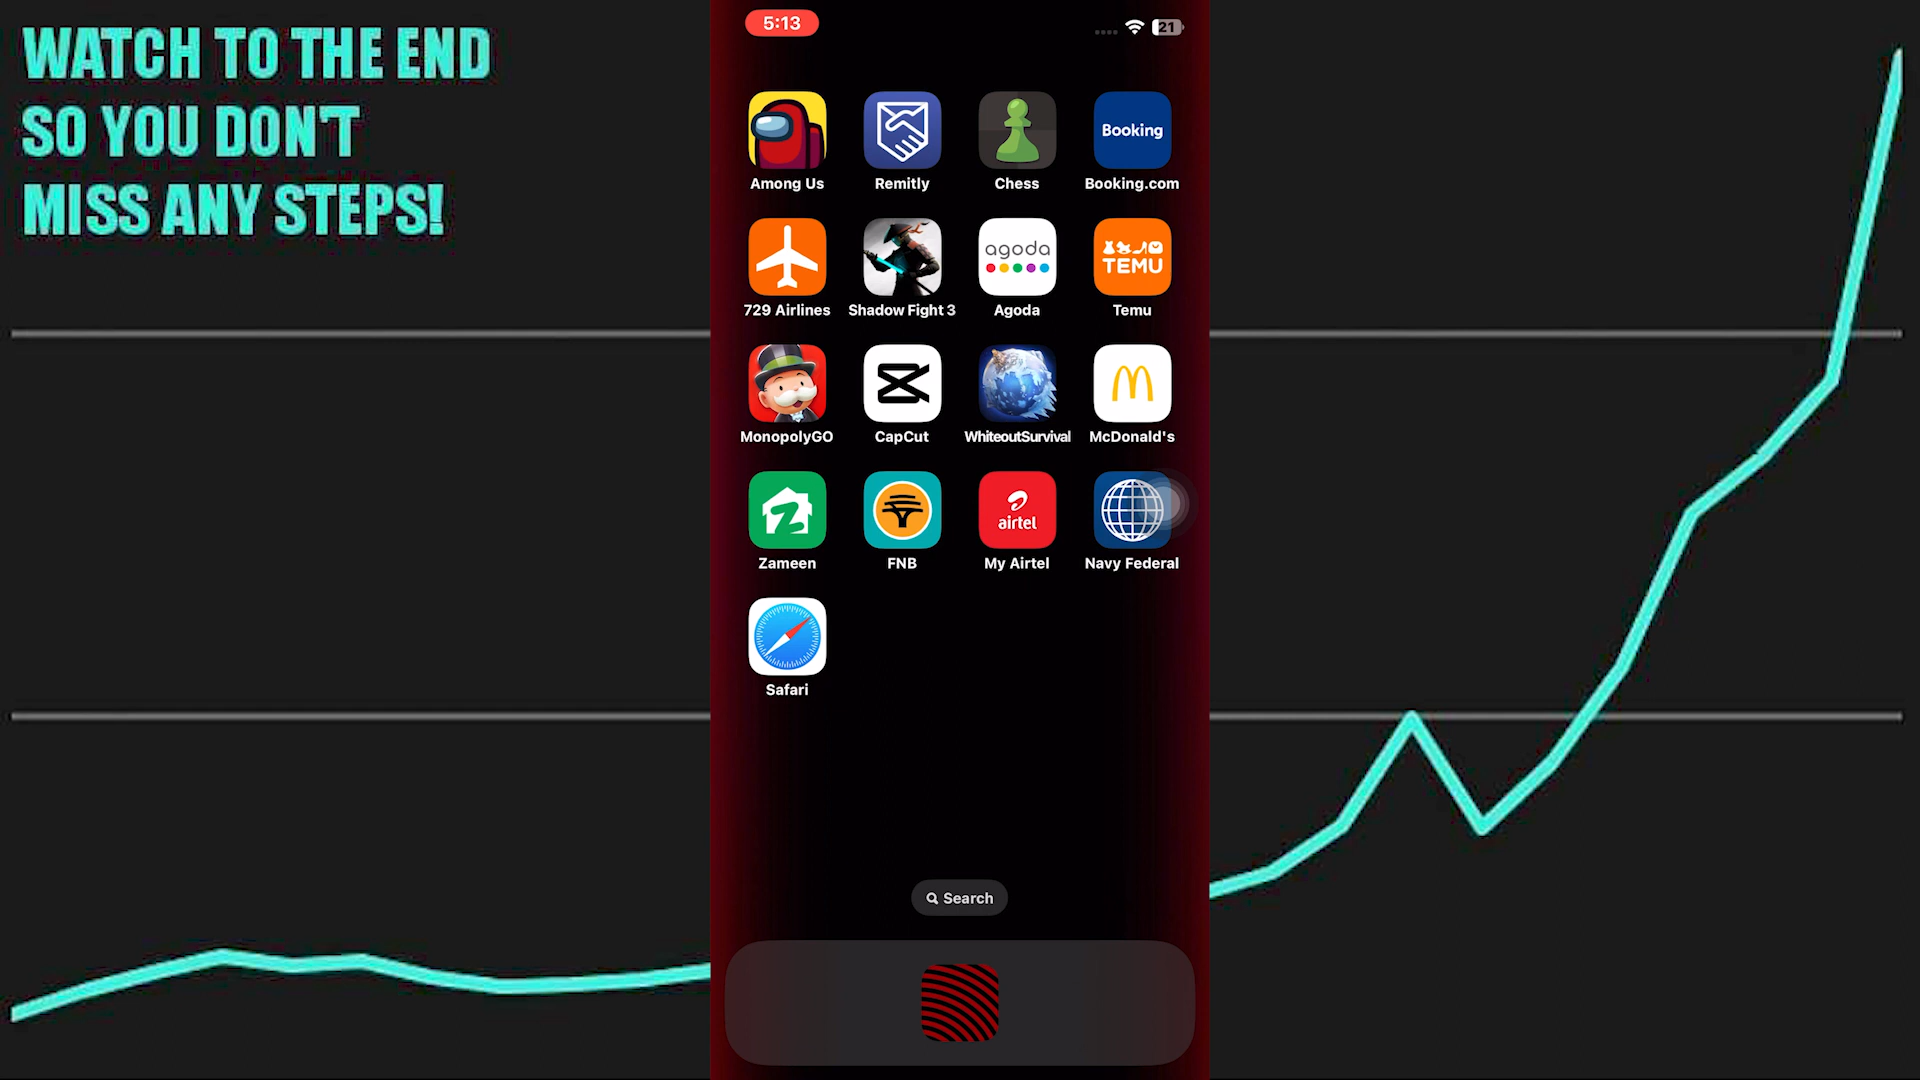 WATCH TO THE END
SO YOU DON'T
MISS ANY STEPS!
5:13
21
Booking
Among Us
Remitly
Chess
Booking.com
agoda
TEMU
729 Airlines
Shadow Fight 3
Agoda
Temu
MonopolyGO
CapCut
WhiteoutSurvival
McDonald's
airtel
Zameen
FNB
My Airtel
Navy Federal
Safari
Search